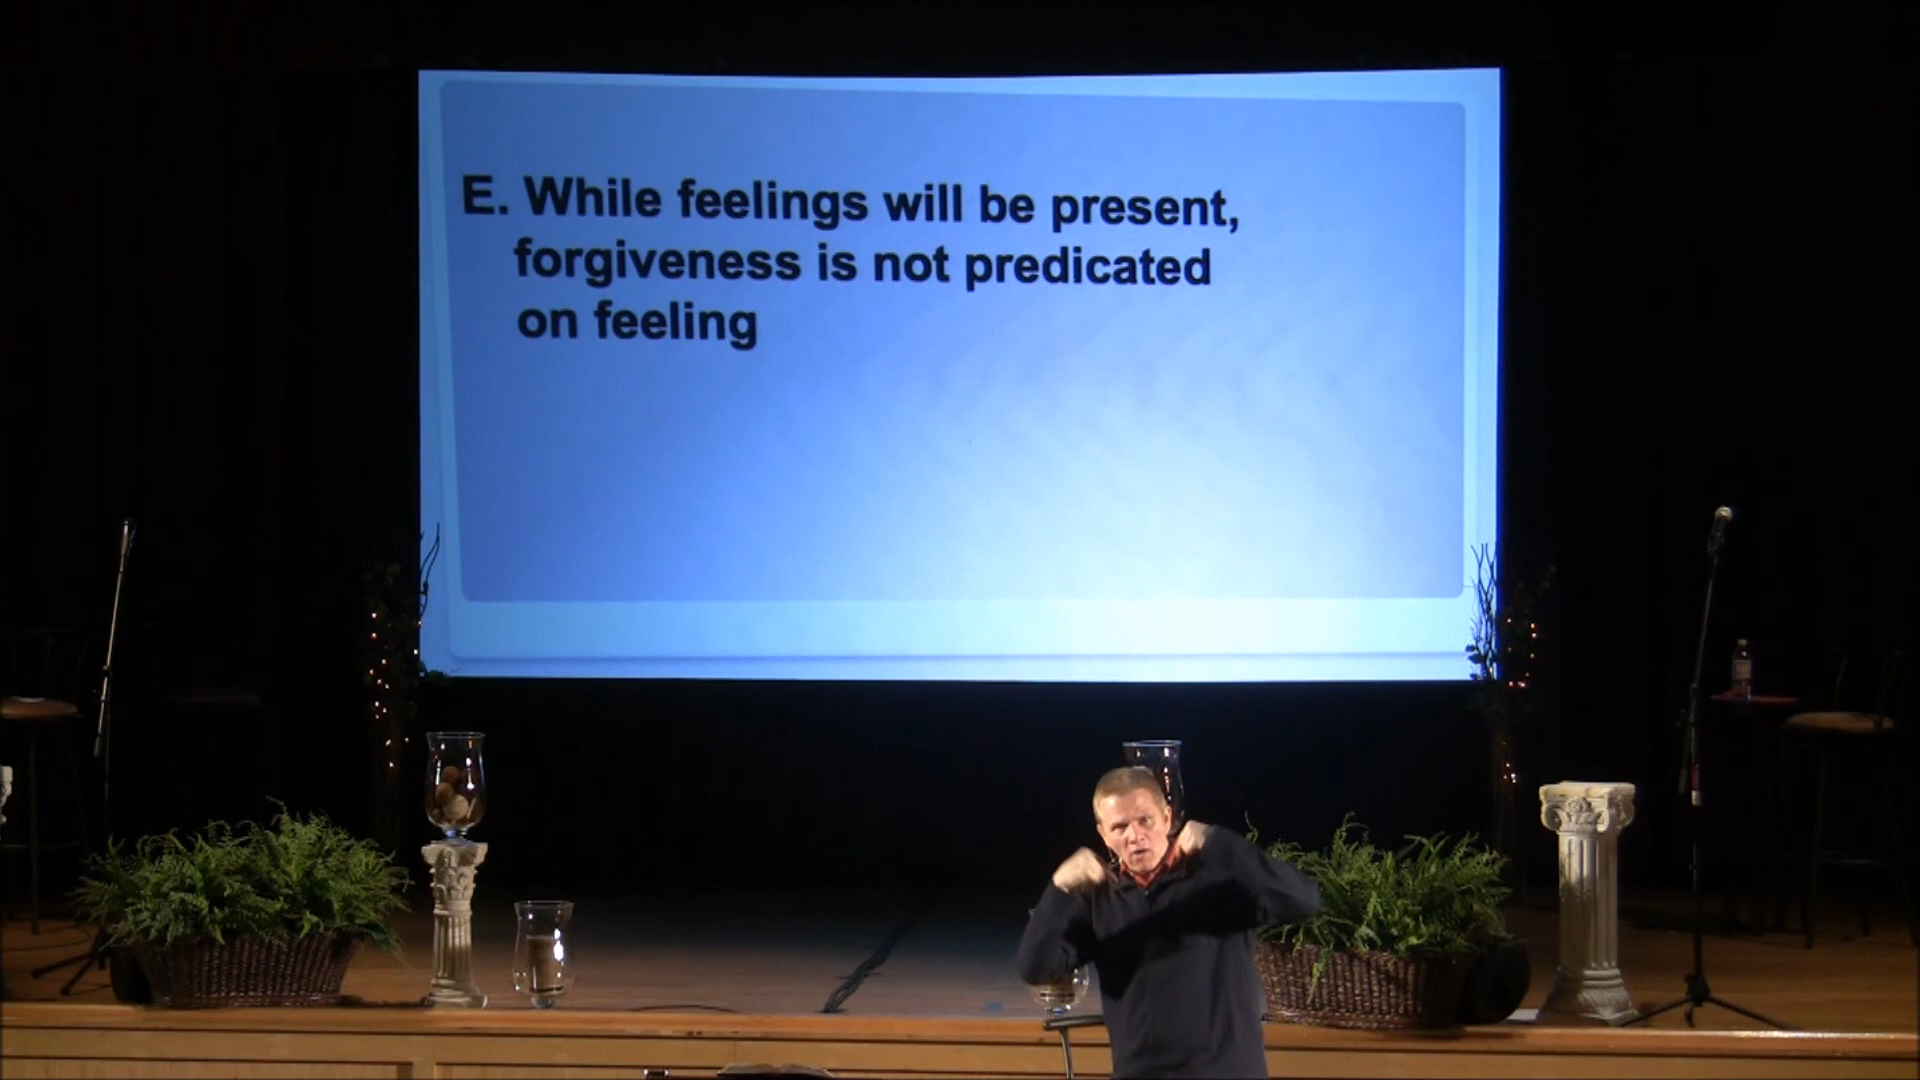 E. While feelings will be present,
forgiveness is not predicated
on feeling